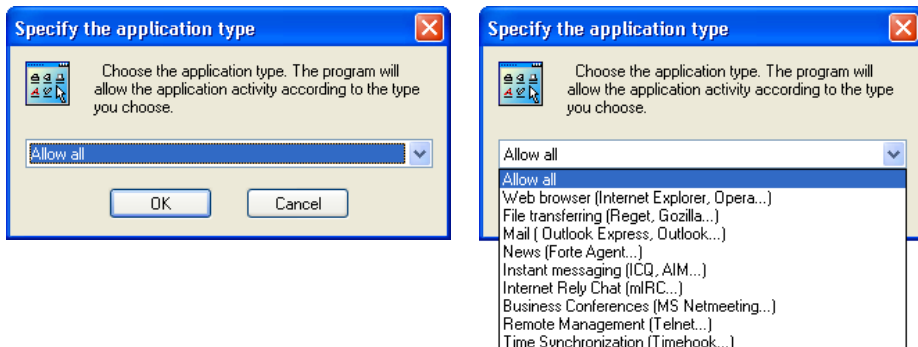 Specify the application type
Choose the application type. The program will
allow the application activity according to the type
you choose.
Allow all
OK Cancel
Specify the application type
Choose the application type. The program will
allow the application activity according to the type
you choose.
Allow all
Allow all
Web browser (Internet Explorer, Opera...)
File transferring (Reget, Gozilla...)
Mail ( Outlook Express, Outlook...)
News (Forte Agent...)
Instant messaging (ICQ, AIM...)
Internet Rely Chat (mIRC...)
Business Conferences (MS Netmeeting...)
Remote Management (Telnet...)
Time Synchronization (Timehook...)